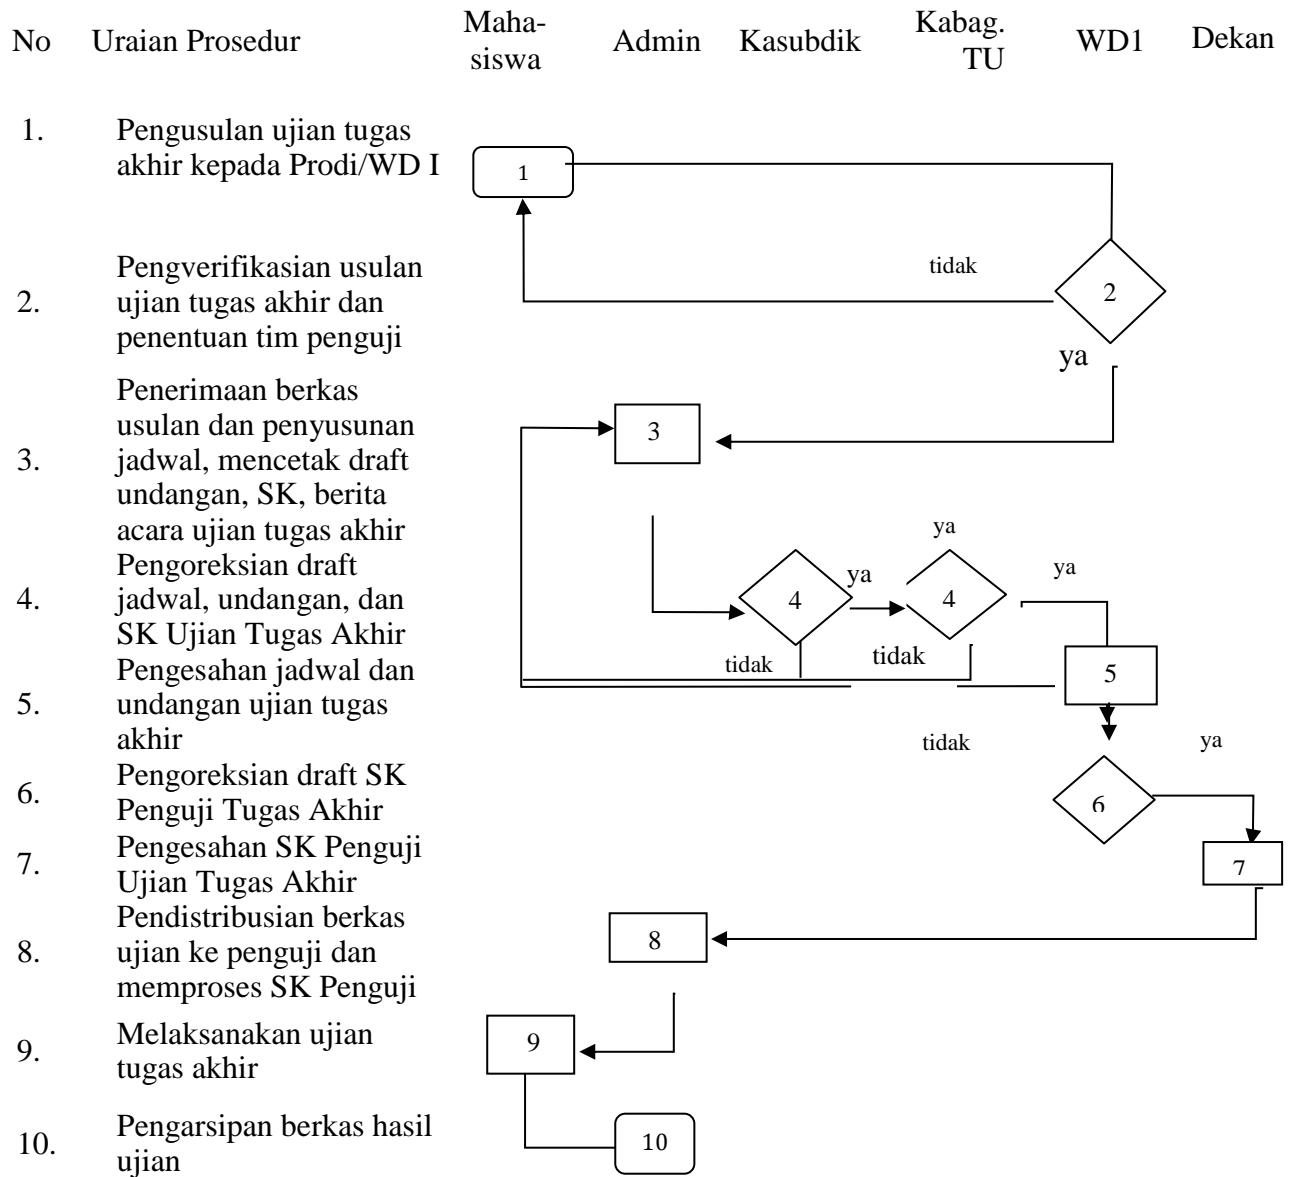 No Uraian Prosedur Maha-
siswa Admin Kasubdik Kabag.
TU WD1 Dekan
1. Pengusulan ujian tugas
akhir kepada Prodi/WD I
1
2. Pengverifikasian usulan
ujian tugas akhir dan
penentuan tim penguji
tidak
2
ya
3. Penerimaan berkas
usulan dan penyusunan
jadwal, mencetak draft
undangan, SK, berita
acara ujian tugas akhir
3
4. Pengoreksian draft
jadwal, undangan, dan
SK Ujian Tugas Akhir
ya
ya
ya
4
4
tidak
tidak
5. Pengesahan jadwal dan
undangan ujian tugas
akhir
5
tidak
ya
6. Pengoreksian draft SK
Penguji Tugas Akhir
6
7. Pengesahan SK Penguji
Ujian Tugas Akhir
7
8. Pendistribusian berkas
ujian ke penguji dan
memproses SK Penguji
8
9. Melaksanakan ujian
tugas akhir
9
10. Pengarsipan berkas hasil
ujian
10